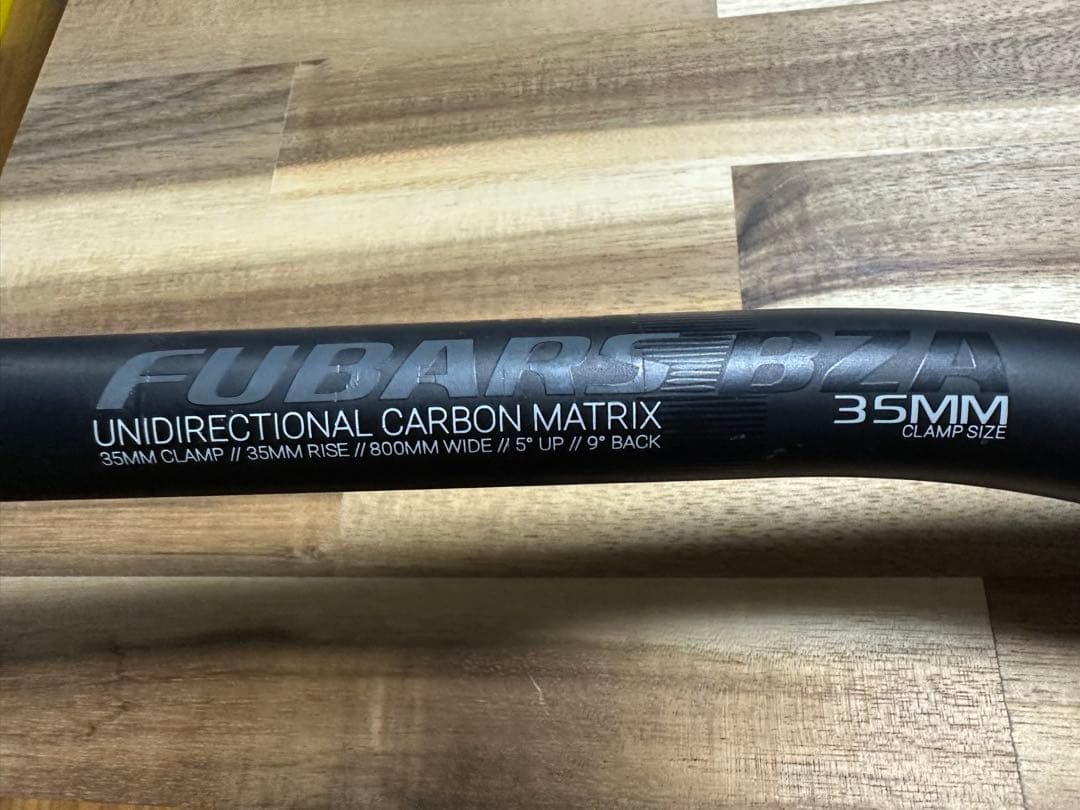 FUBARS BZA
UNIDIRECTIONAL CARBON MATRIX
35MM CLAMP // 35MM RISE // 800MM WIDE // 5° UP // 9° BACK
35MM
CLAMP SIZE